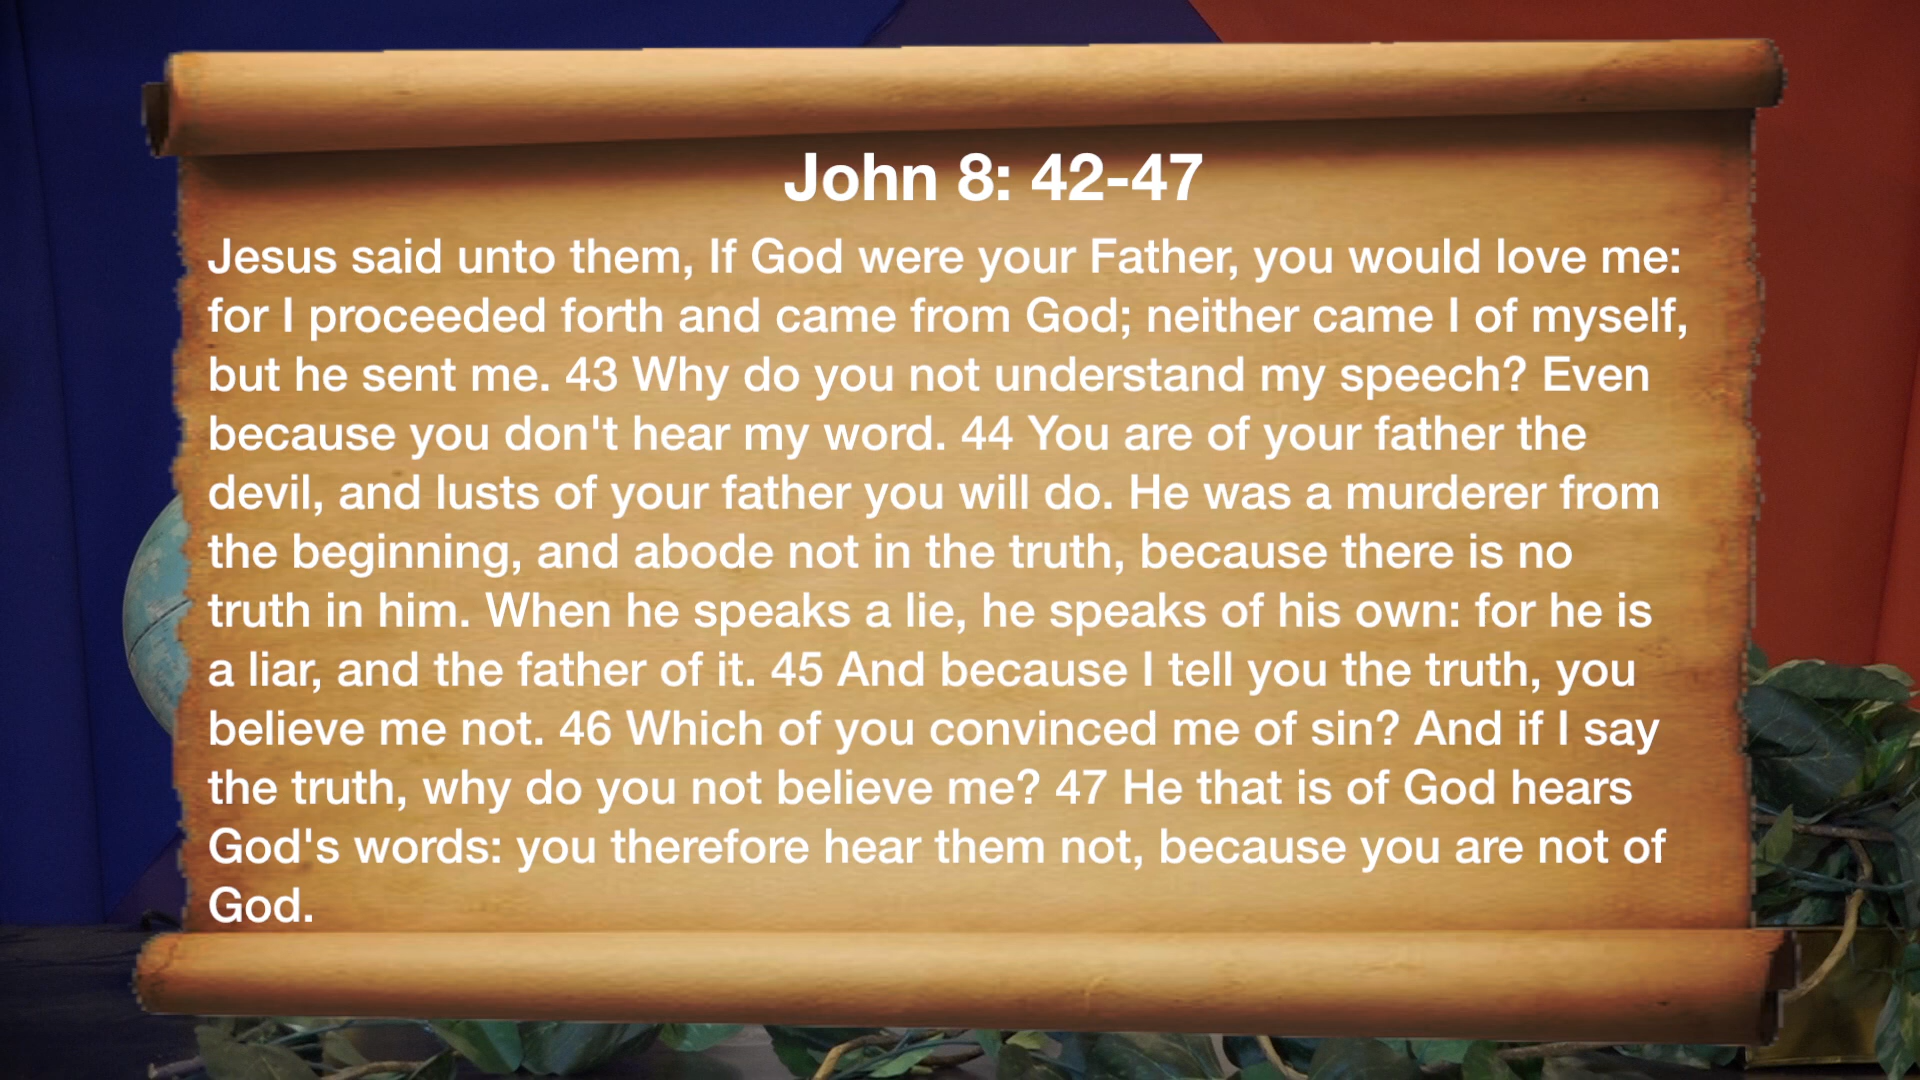 John 8: 42-47
Jesus said unto them, If God were your Father, you would love me:
for I proceeded forth and came from God; neither came I of myself,
but he sent me. 43 Why do you not understand my speech? Even
because you don't hear my word. 44 You are of your father the
devil, and lusts of your father you will do. He was a murderer from
the beginning, and abode not in the truth, because there is no
truth in him. When he speaks a lie, he speaks of his own: for he is
a liar, and the father of it. 45 And because I tell you the truth, you
believe me not. 46 Which of you convinced me of sin? And if I say
the truth, why do you not believe me? 47 He that is of God hears
God's words: you therefore hear them not, because you are not of
God.